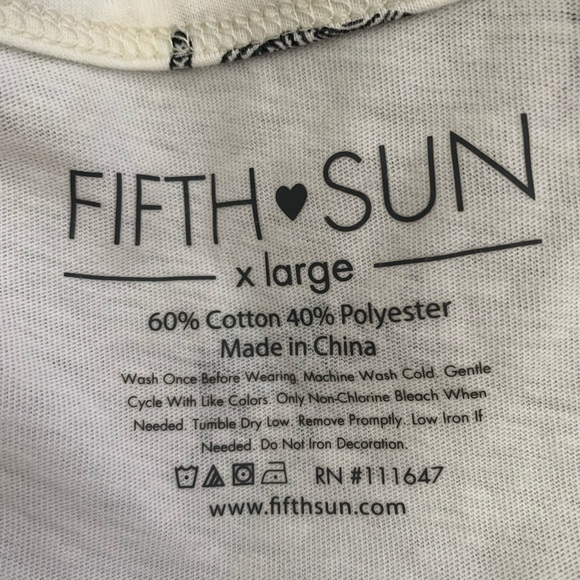 FIFTH ♥ SUN
x large
60% Cotton 40% Polyester
Made in China
Wash Once Before Wearing. Machine Wash Cold. Gentle
Cycle With Like Colors. Only Non-Chlorine Bleach When
Needed. Tumble Dry Low. Remove Promptly. Low Iron If
Needed. Do Not Iron Decoration.
RN #111647
www.fifthsun.com